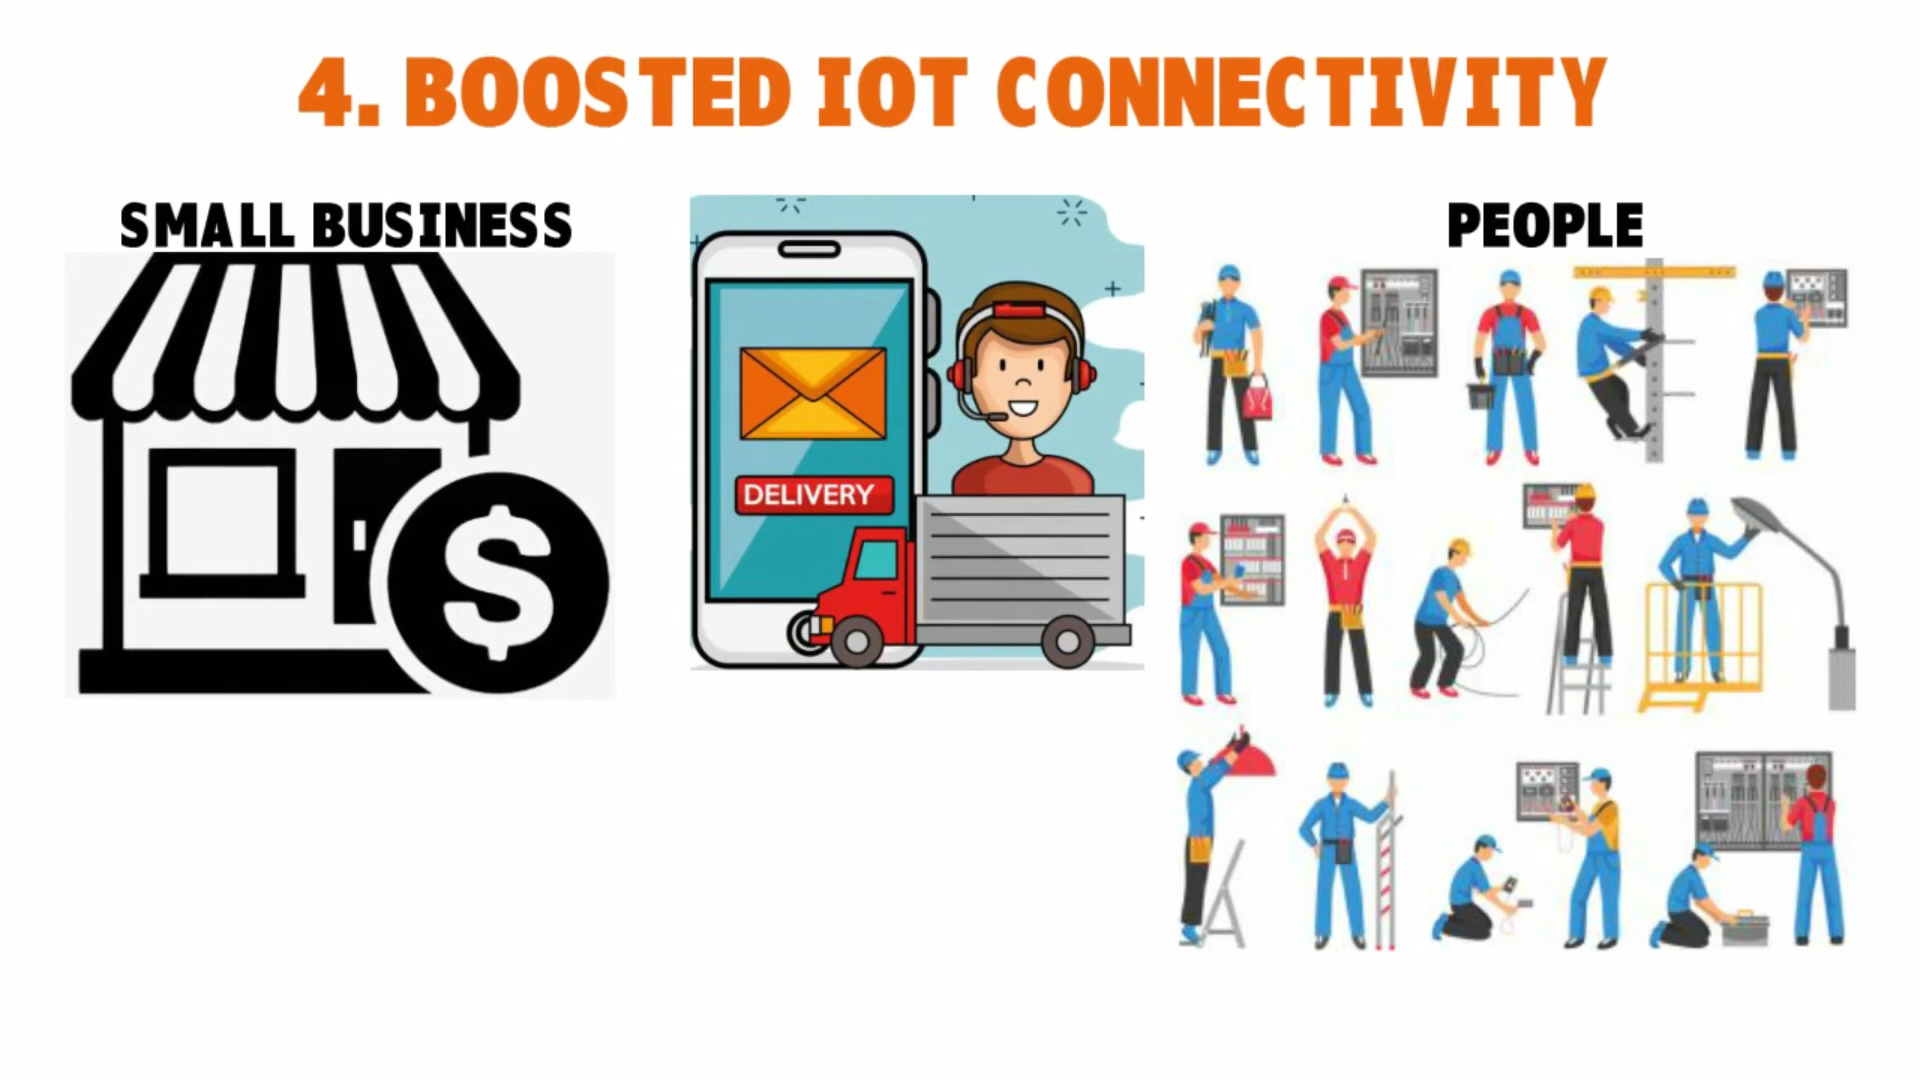 4. BOOSTED IOT CONNECTIVITY
SMALL BUSINESS
PEOPLE
DELIVERY
$